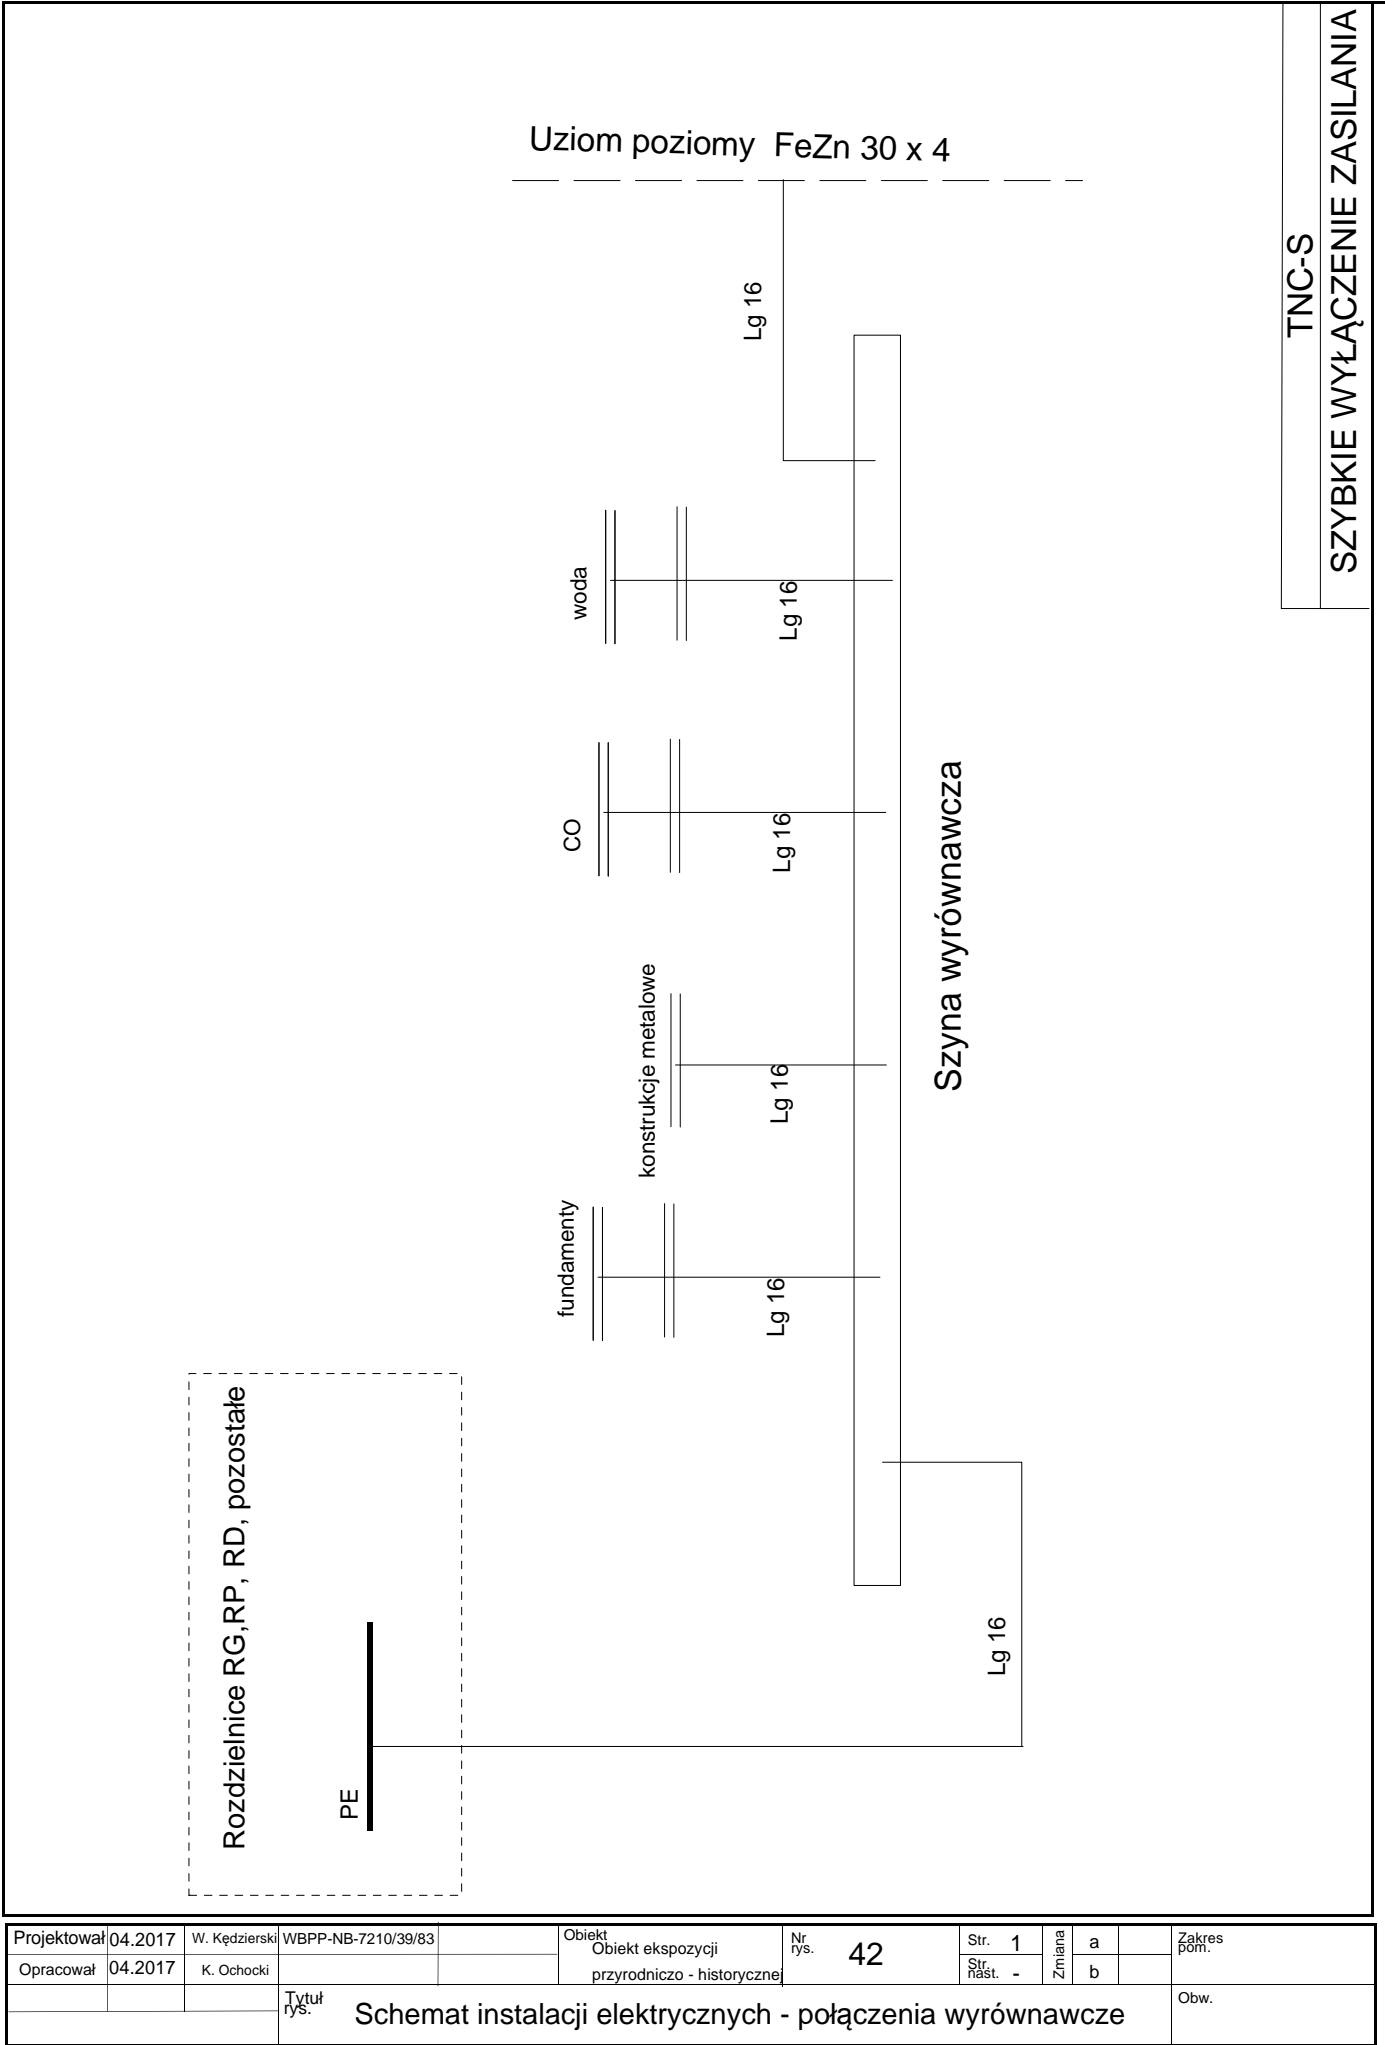 Uziom poziomy FeZn 30 x 4
TNC-S
SZYBKIE WYŁĄCZENIE ZASILANIA
Lg 16
woda
Lg 16
CO
Lg 16
Szyna wyrównawcza
konstrukcje metalowe
Lg 16
fundamenty
Lg 16
Rozdzielnice RG,RP, RD, pozostałe
PE
Lg 16
Projektował 04.2017 W. Kędzierski WBPP-NB-7210/39/83
Opracował 04.2017 K. Ochocki
Obiekt
Obiekt ekspozycji
przyrodniczo - historycznej
Nr
rys.
42
Str. 1
Str.
nast. -
Zmiana
a
b
Zakres
pom.
Tytuł
rys.
Schemat instalacji elektrycznych - połączenia wyrównawcze
Obw.